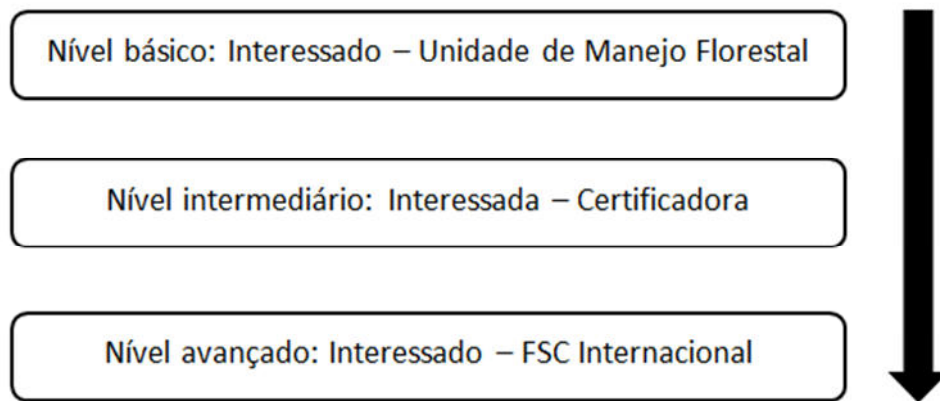 Nível básico: Interessado – Unidade de Manejo Florestal
Nível intermediário: Interessada – Certificadora
Nível avançado: Interessado – FSC Internacional